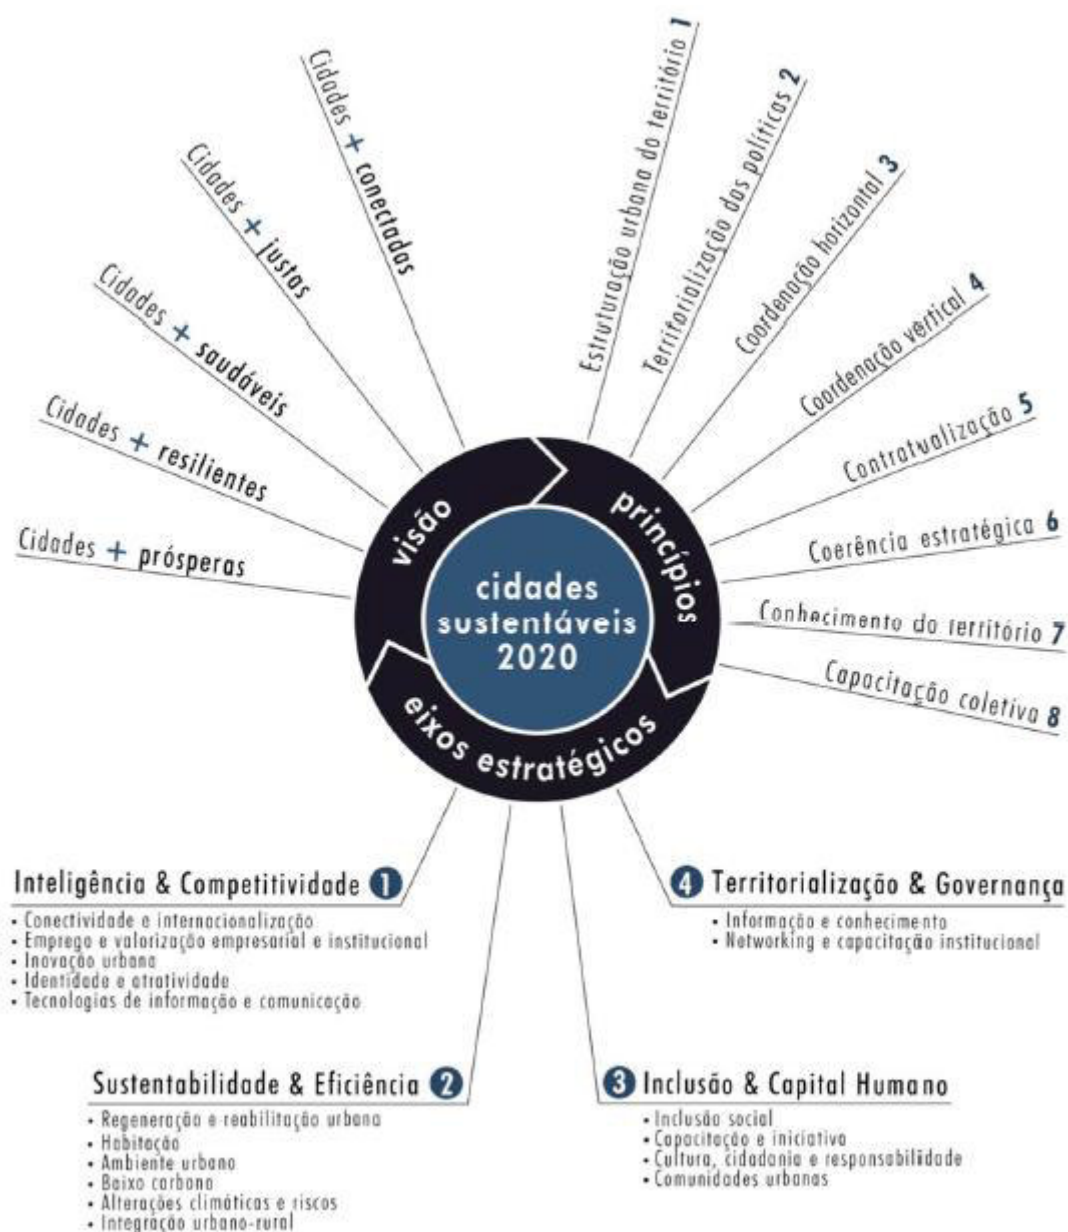 Cidades + conectadas
Cidades + justas
Cidades + saudáveis
Cidades + resilientes
Cidades + prósperas
Estruturação urbana do território 1
Territorialização das políticas 2
Coordenação horizontal 3
Coordenação vertical 4
Contratualização 5
Coerência estratégica 6
Conhecimento do território 7
Capacitação coletiva 8
visão
princípios
eixos estratégicos
cidades
sustentáveis
2020
Inteligência & Competitividade 1
• Conectividade e internacionalização
• Emprego e valorização empresarial e institucional
• Inovação urbana
• Identidade e atratividade
• Tecnologias de informação e comunicação
Sustentabilidade & Eficiência 2
• Regeneração e reabilitação urbana
• Habitação
• Ambiente urbano
• Baixo carbono
• Alterações climáticas e riscos
• Integração urbano-rural
3 Inclusão & Capital Humano
• Inclusão social
• Capacitação e iniciativa
• Cultura, cidadania e responsabilidade
• Comunidades urbanas
4 Territorialização & Governança
• Informação e conhecimento
• Networking e capacitação institucional